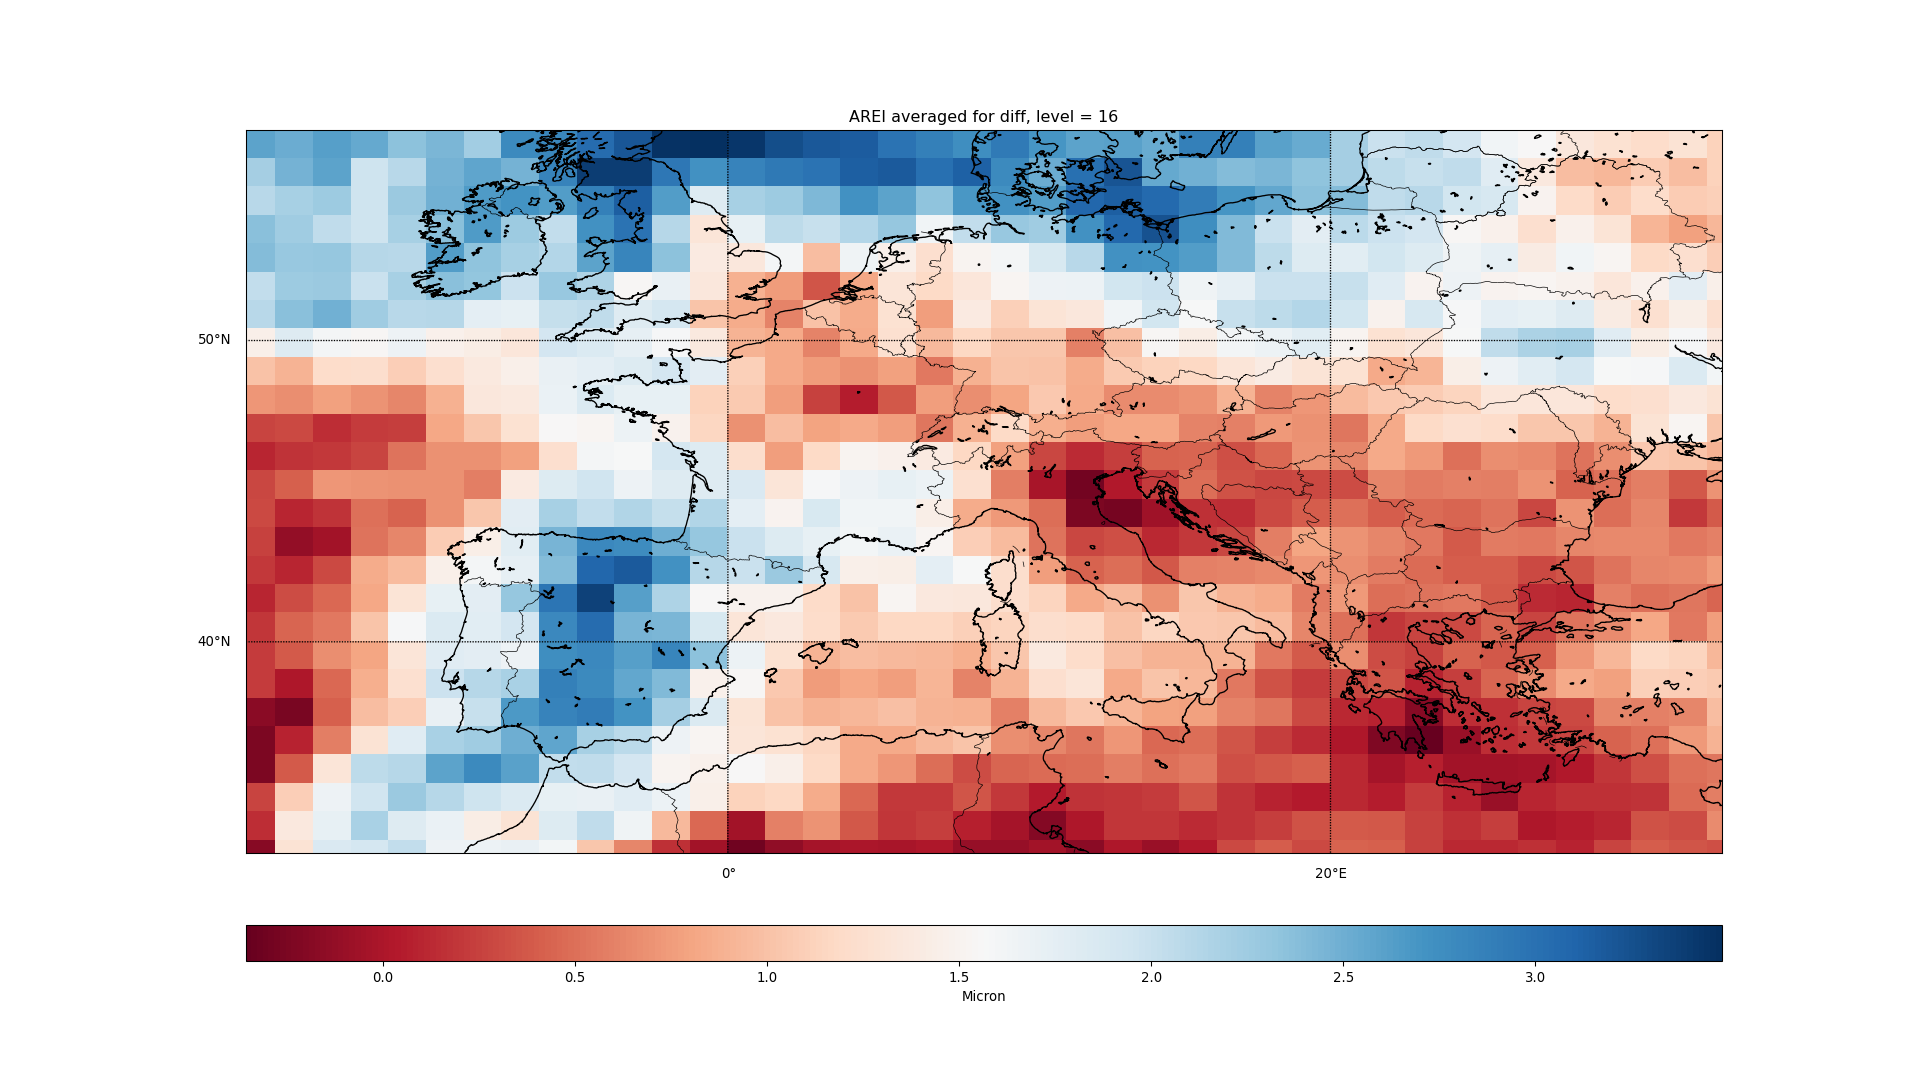 AREI averaged for diff, level = 16
50°N
40°N
0° 20°E
0.0 0.5 1.0 1.5 2.0 2.5 3.0
Micron